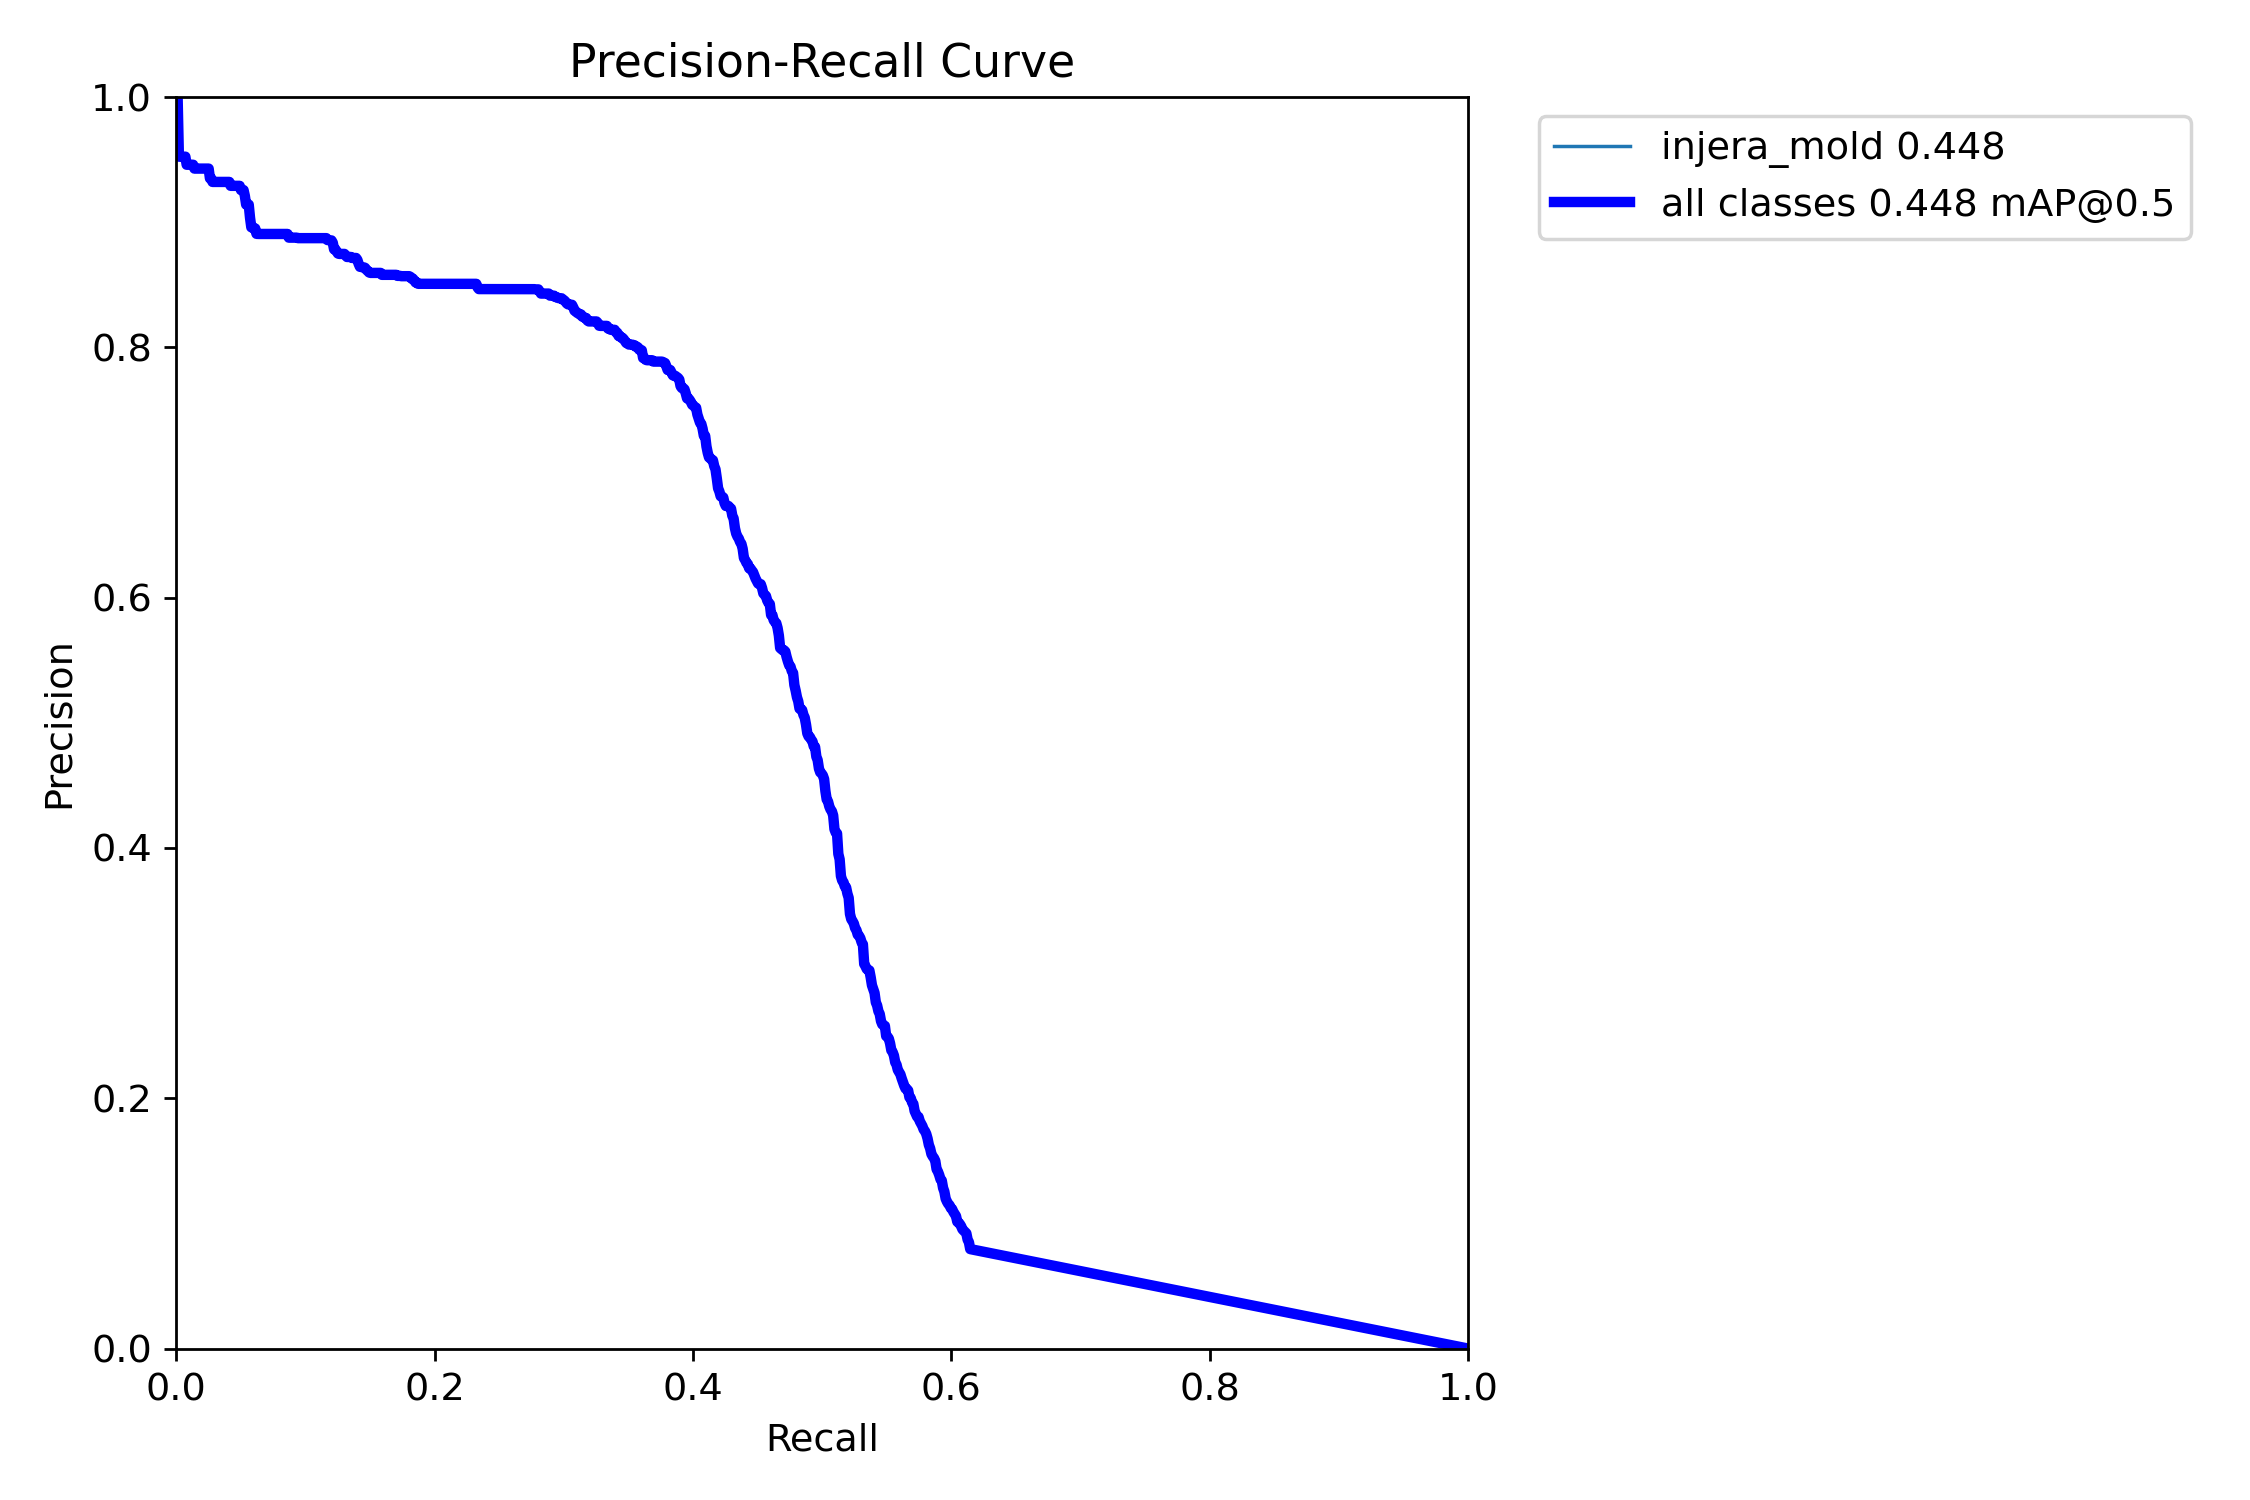 Precision-Recall Curve
injera_mold 0.448
all classes 0.448 mAP@0.5
Precision
1.0
0.8
0.6
0.4
0.2
0.0
0.0 0.2 0.4 0.6 0.8 1.0
Recall